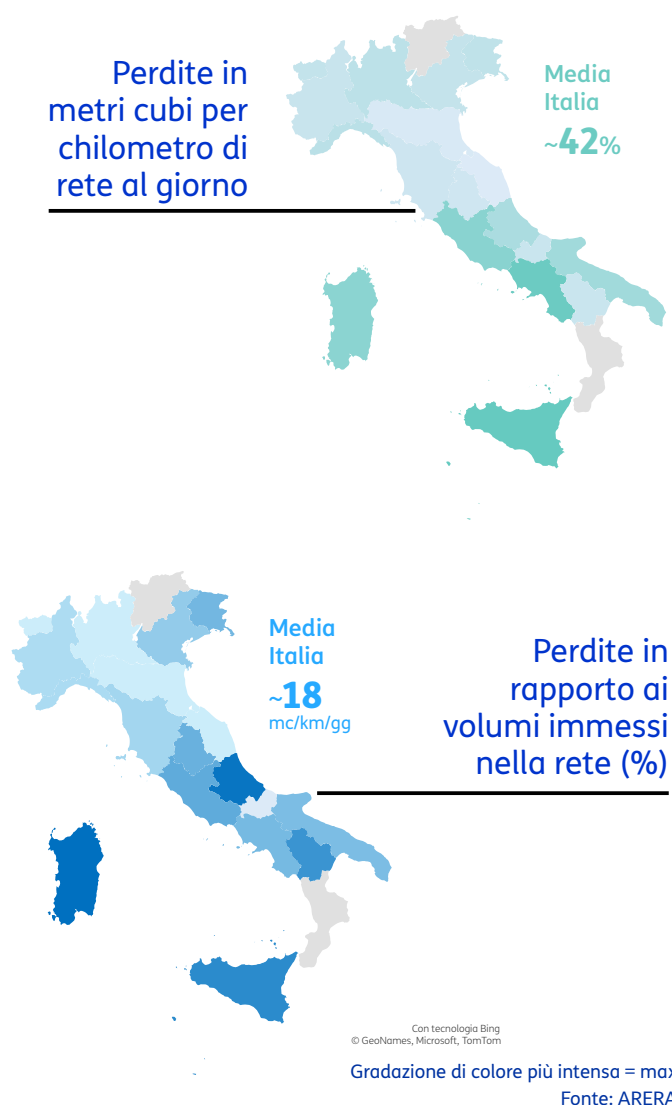 Perdite in
metri cubi per
chilometro di
rete al giorno
Media
Italia
~42%
Media
Italia
~18
mc/km/gg
Perdite in
rapporto ai
volumi immessi
nella rete (%)
Con tecnologia Bing
© GeoNames, Microsoft, TomTom
Gradazione di colore più intensa = max
Fonte: ARERA